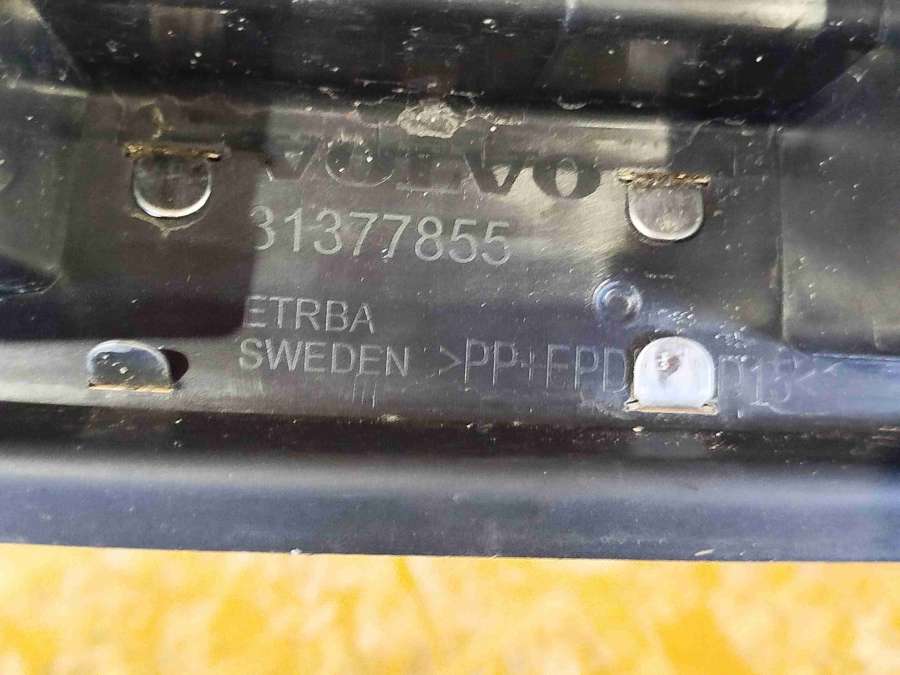 VOLVO
31377855
ETRBA
SWEDEN >PP+EPD